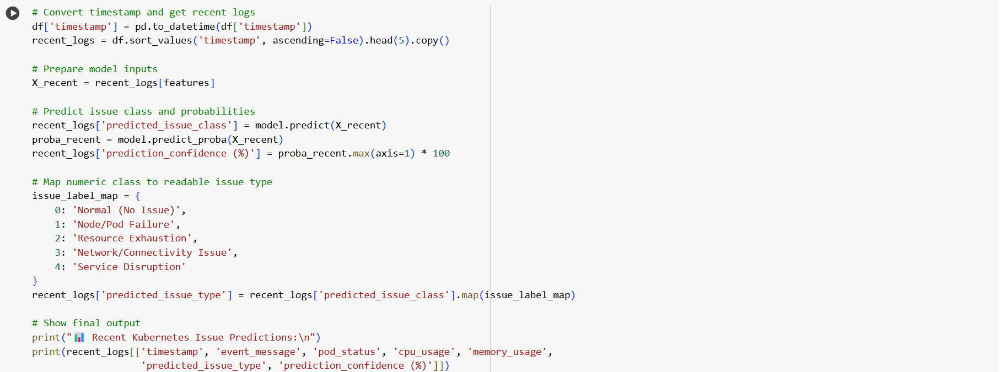 # Convert timestamp and get recent logs
df['timestamp'] = pd.to_datetime(df['timestamp'])
recent_logs = df.sort_values('timestamp', ascending=False).head(5).copy()

# Prepare model inputs
X_recent = recent_logs[features]

# Predict issue class and probabilities
recent_logs['predicted_issue_class'] = model.predict(X_recent)
proba_recent = model.predict_proba(X_recent)
recent_logs['prediction_confidence (%)'] = proba_recent.max(axis=1) * 100

# Map numeric class to readable issue type
issue_label_map = {
    0: 'Normal (No Issue)',
    1: 'Node/Pod Failure',
    2: 'Resource Exhaustion',
    3: 'Network/Connectivity Issue',
    4: 'Service Disruption'
}
recent_logs['predicted_issue_type'] = recent_logs['predicted_issue_class'].map(issue_label_map)

# Show final output
print("📊 Recent Kubernetes Issue Predictions:\n")
print(recent_logs[['timestamp', 'event_message', 'pod_status', 'cpu_usage', 'memory_usage',
                   'predicted_issue_type', 'prediction_confidence (%)']])